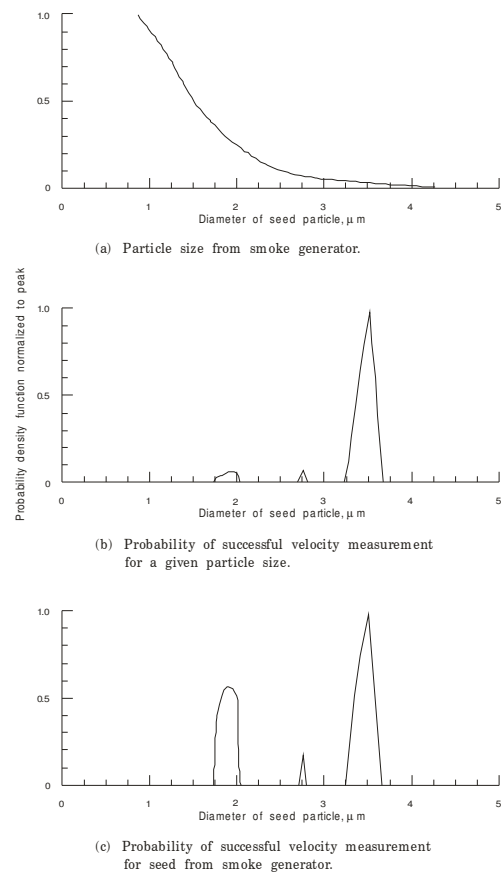 1.0
0.5
0
0 1 2 3 4 5
Diameter of seed particle, µm
(a) Particle size from smoke generator.
Probability density function normalized to peak
1.0
0.5
0
0 1 2 3 4 5
Diameter of seed particle, µm
(b) Probability of successful velocity measurement
for a given particle size.
1.0
0.5
0
0 1 2 3 4 5
Diameter of seed particle, µm
(c) Probability of successful velocity measurement
for seed from smoke generator.